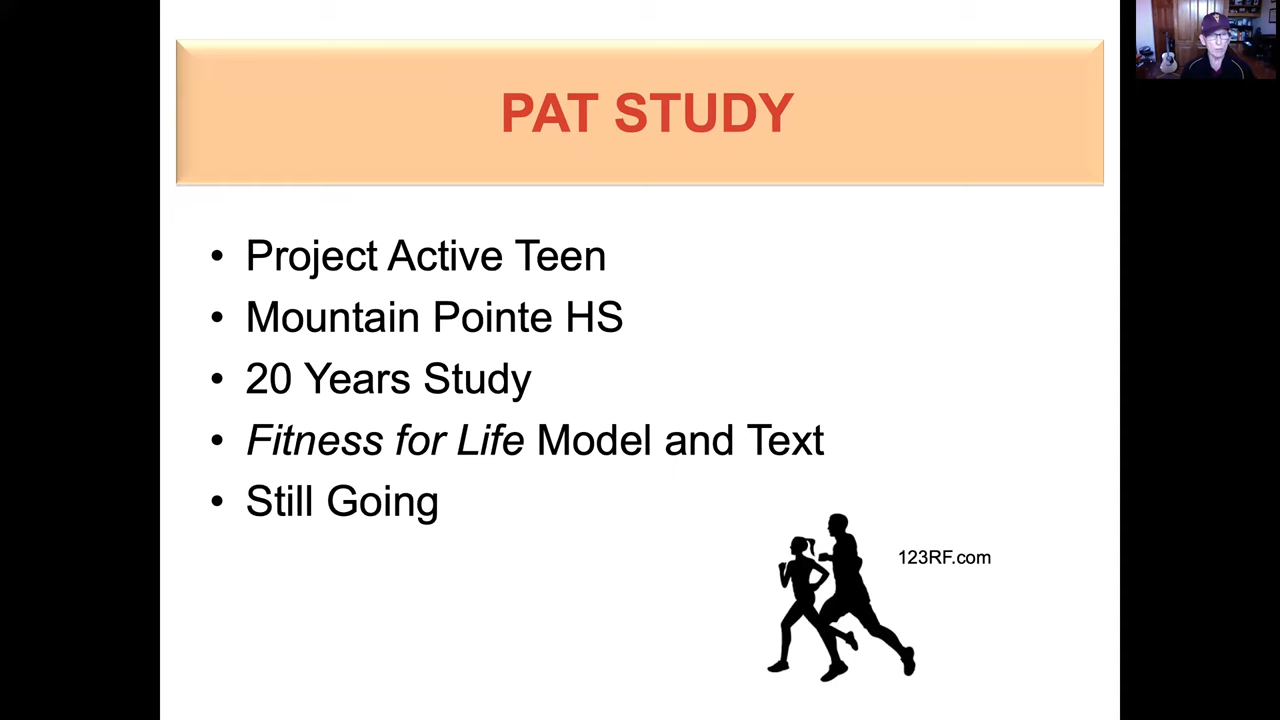 PAT STUDY
• Project Active Teen
• Mountain Pointe HS
• 20 Years Study
• Fitness for Life Model and Text
• Still Going
123RF.com